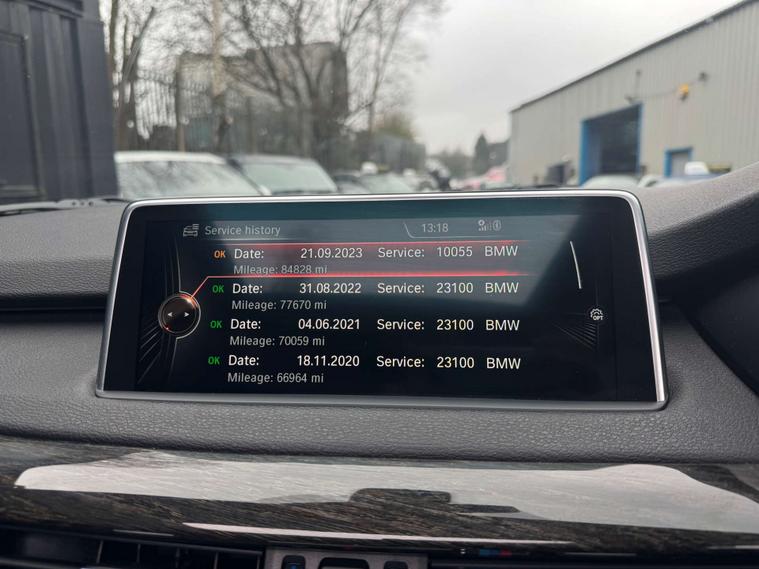 Service history 13:18
OK Date: 21.09.2023 Service: 10055 BMW
Mileage: 84828 mi
OK Date: 31.08.2022 Service: 23100 BMW
Mileage: 77670 mi
OK Date: 04.06.2021 Service: 23100 BMW
Mileage: 70059 mi
OPT
OK Date: 18.11.2020 Service: 23100 BMW
Mileage: 66964 mi